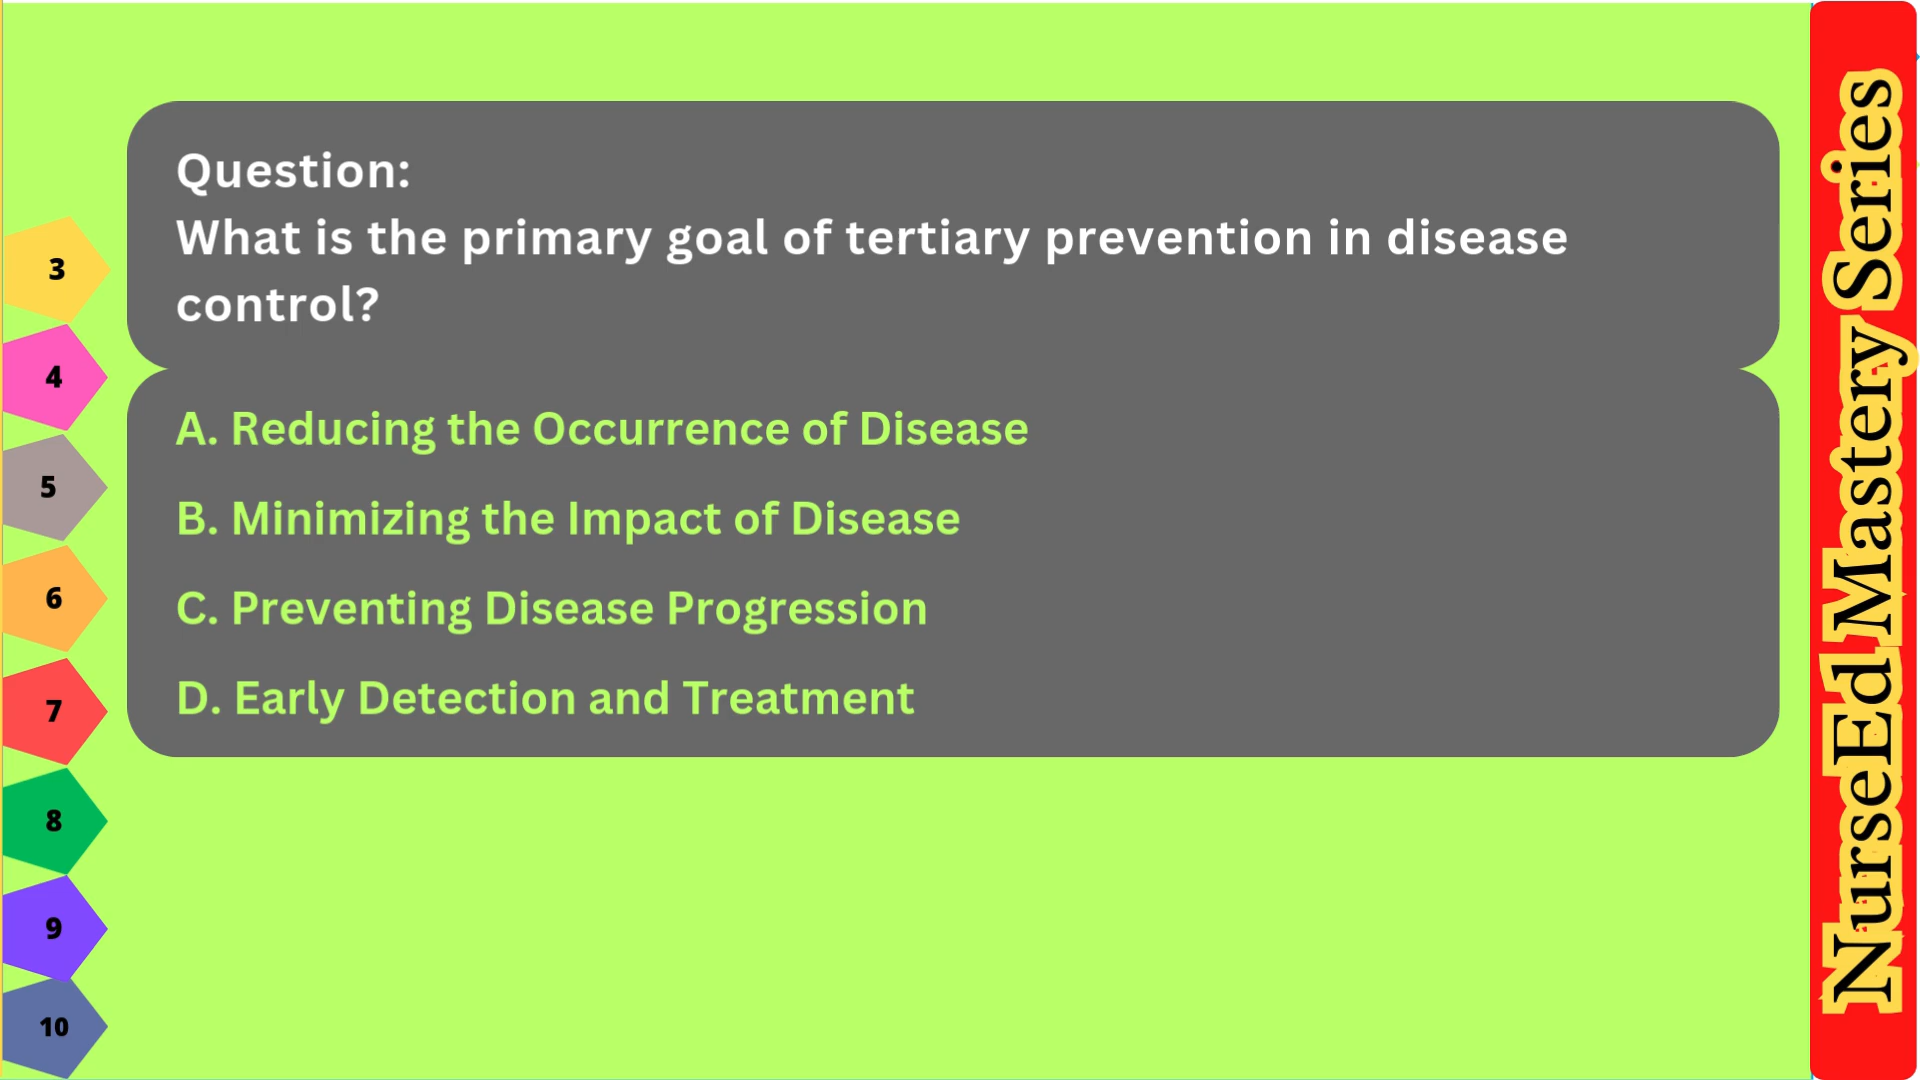 Question:
What is the primary goal of tertiary prevention in disease
control?
A. Reducing the Occurrence of Disease
B. Minimizing the Impact of Disease
C. Preventing Disease Progression
D. Early Detection and Treatment
3
4
5
6
7
8
9
10
NurseEd Mastery Series